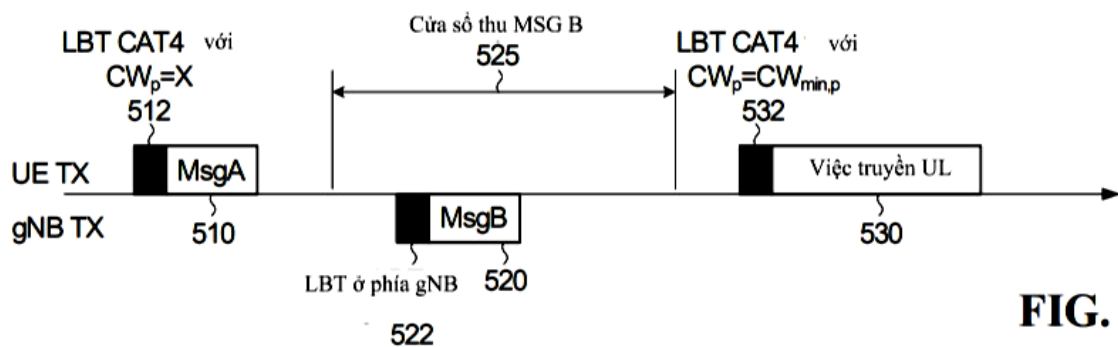 LBT CAT4 với
CWp=X
512
Cửa sổ thu MSG B
525
LBT CAT4 với
CWp=CWmin,p
532
UE TX
MsgA
Việc truyền UL
gNB TX
510
MsgB
530
LBT ở phía gNB
520
522
FIG.